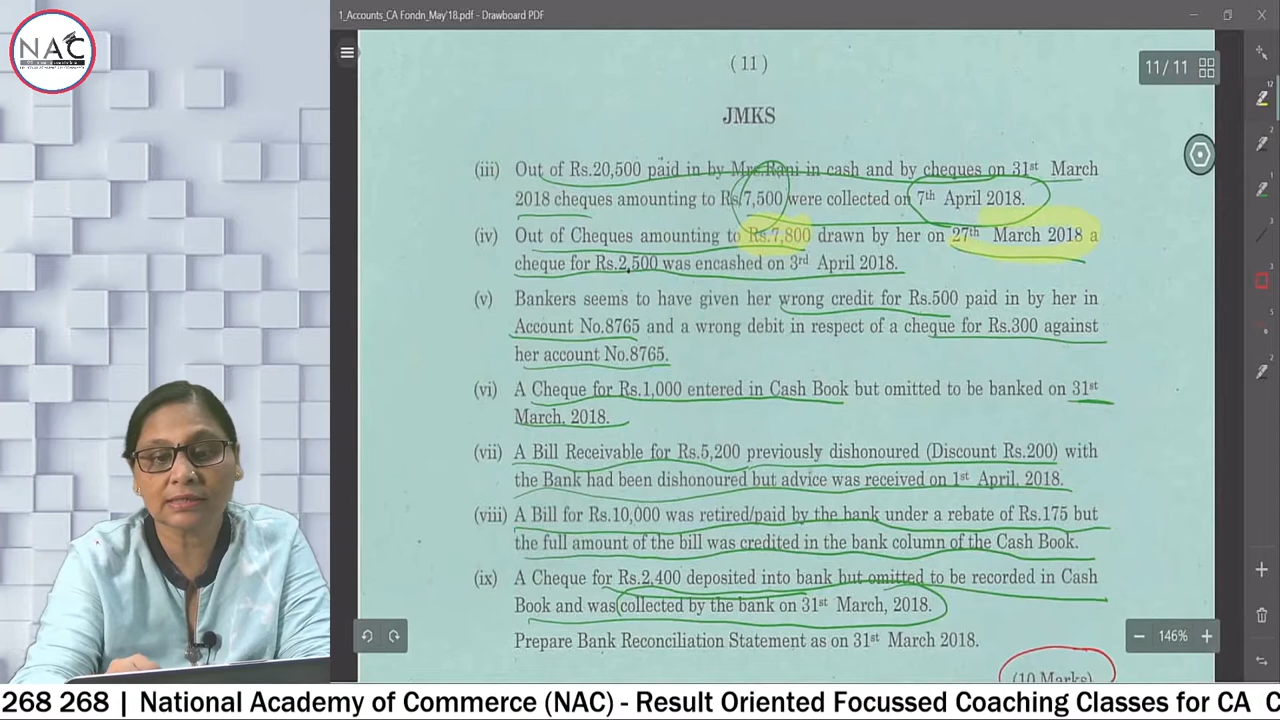 NAC
1_Accounts_CA Fondn_May'18.pdf - Drawboard PDF
(11)
11/11
JMKS
(iii) Out of Rs.20,500 paid in by Mrs.Rani in cash and by cheques on 31st March
2018 cheques amounting to Rs.7,500 were collected on 7th April 2018.
(iv) Out of Cheques amounting to Rs.7,800 drawn by her on 27th March 2018 a
cheque for Rs.2,500 was encashed on 3rd April 2018.
(v) Bankers seems to have given her wrong credit for Rs.500 paid in by her in
Account No.8765 and a wrong debit in respect of a cheque for Rs.300 against
her account No.8765.
(vi) A Cheque for Rs.1,000 entered in Cash Book but omitted to be banked on 31st
March, 2018.
(vii) A Bill Receivable for Rs.5,200 previously dishonoured (Discount Rs.200) with
the Bank had been dishonoured but advice was received on 1st April, 2018.
(viii) A Bill for Rs.10,000 was retired/paid by the bank under a rebate of Rs.175 but
the full amount of the bill was credited in the bank column of the Cash Book.
(ix) A Cheque for Rs.2,400 deposited into bank but omitted to be recorded in Cash
Book and was collected by the bank on 31st March, 2018.
Prepare Bank Reconciliation Statement as on 31st March 2018.
146%
(10 Marks)
268 268 | National Academy of Commerce (NAC) - Result Oriented Focussed Coaching Classes for CA C